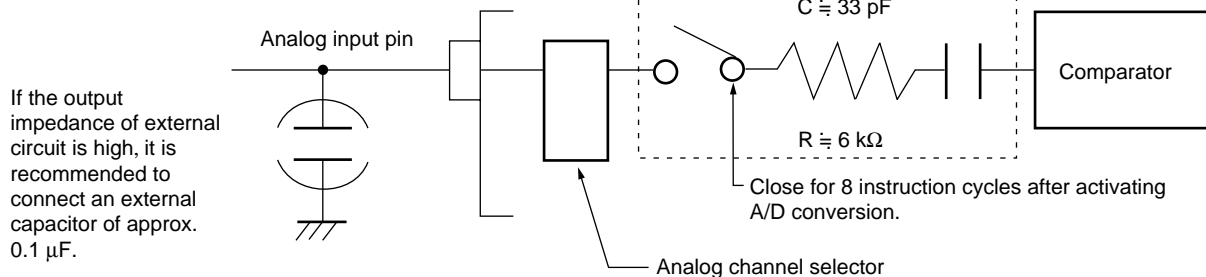 C ≒ 33 pF
Analog input pin
Comparator
If the output
impedance of external
circuit is high, it is
recommended to
connect an external
capacitor of approx.
0.1 μF.
R ≒ 6 kΩ
Close for 8 instruction cycles after activating
A/D conversion.
Analog channel selector